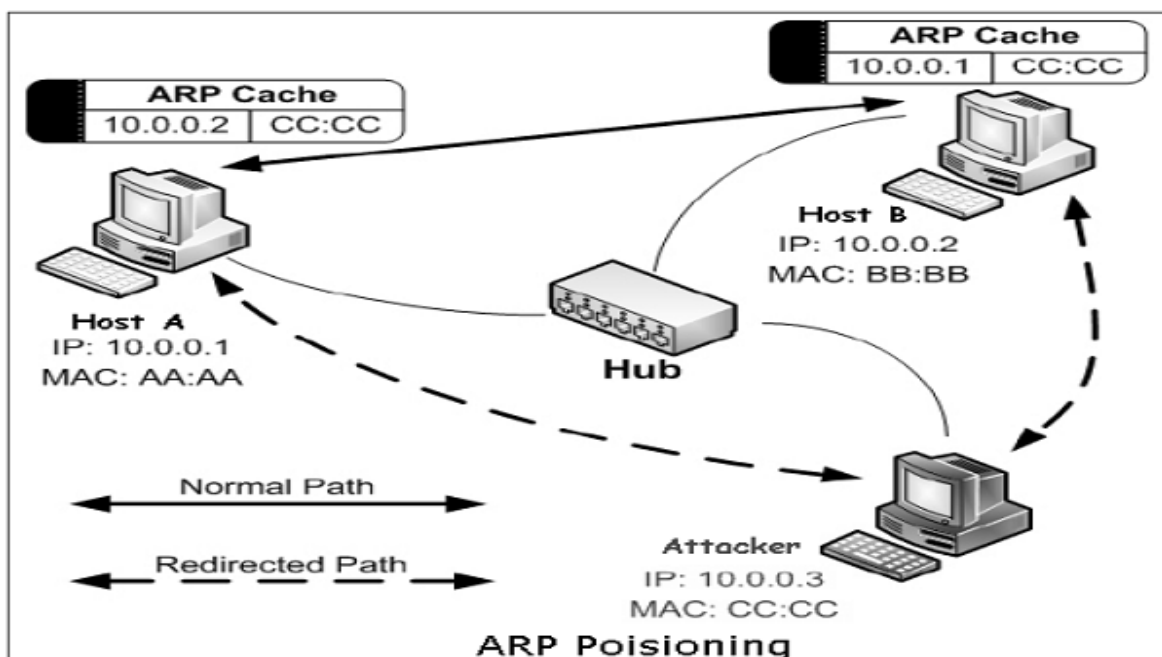 ARP Cache
10.0.0.1 CC:CC
ARP Cache
10.0.0.2 CC:CC
Host B
IP: 10.0.0.2
MAC: BB:BB
Host A
IP: 10.0.0.1
MAC: AA:AA
Hub
Normal Path
Redirected Path
Attacker
IP: 10.0.0.3
MAC: CC:CC
ARP Poisioning